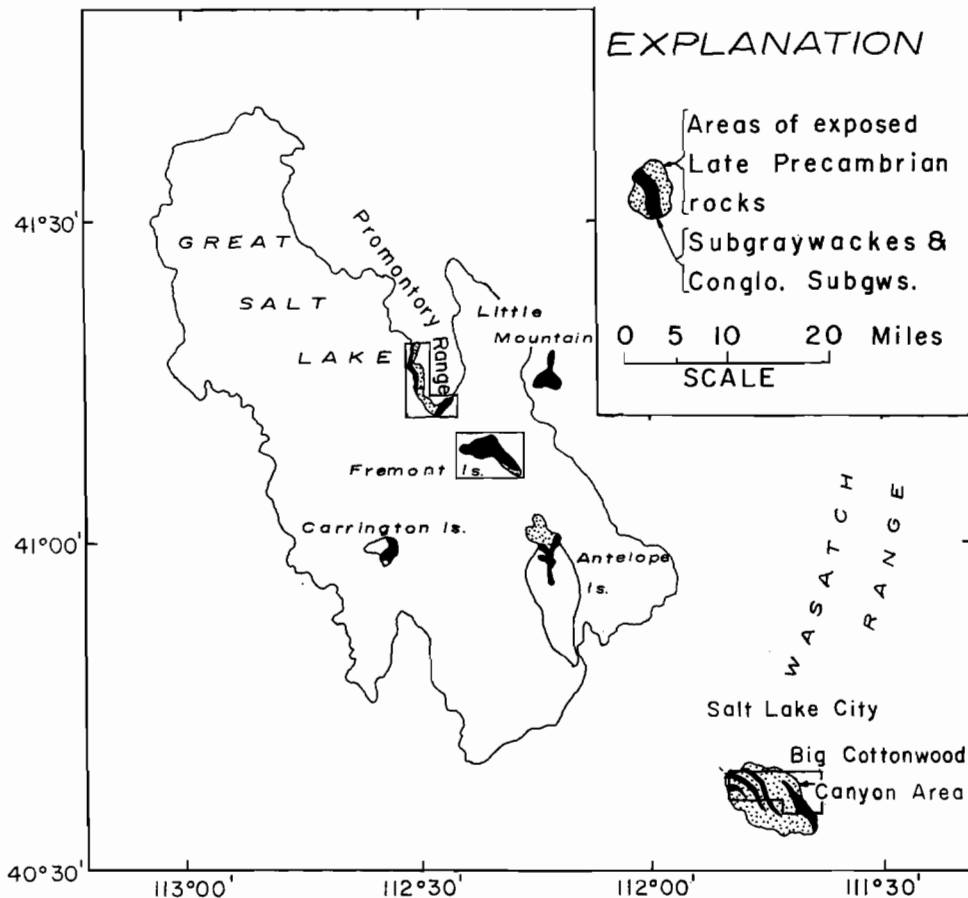 EXPLANATION
Areas of exposed
Late Precambrian
rocks
Subgraywackes &
Conglo. Subgws.
0 5 10 20 Miles
SCALE
41°30'
GREAT
SALT
LAKE
Promontory Range
Little
Mountain
Fremont Is.
Carrington Is.
41°00'
Antelope
Is.
WASATCH
RANGE
Salt Lake City
Big Cottonwood
Canyon Area
40°30'
113°00' 112°30' 112°00' 111°30'